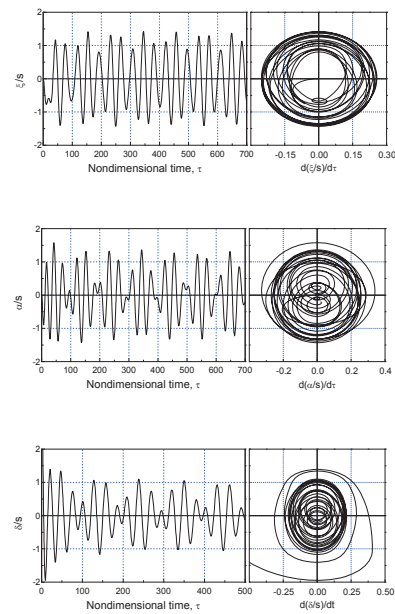 2
1
0
-1
-2
ξ/s
0 100 200 300 400 500 600 700
Nondimensional time, τ
-0.15 0.00 0.15 0.30
d(ξ/s)/dτ
2
1
0
-1
-2
α/s
0 100 200 300 400 500 600 700
Nondimensional time, τ
-0.2 0.0 0.2 0.4
d(α/s)/dτ
2
1
0
-1
-2
δ/s
0 100 200 300 400 500
Nondimensional time, τ
-0.25 0.00 0.25 0.50
d(δ/s)/dt